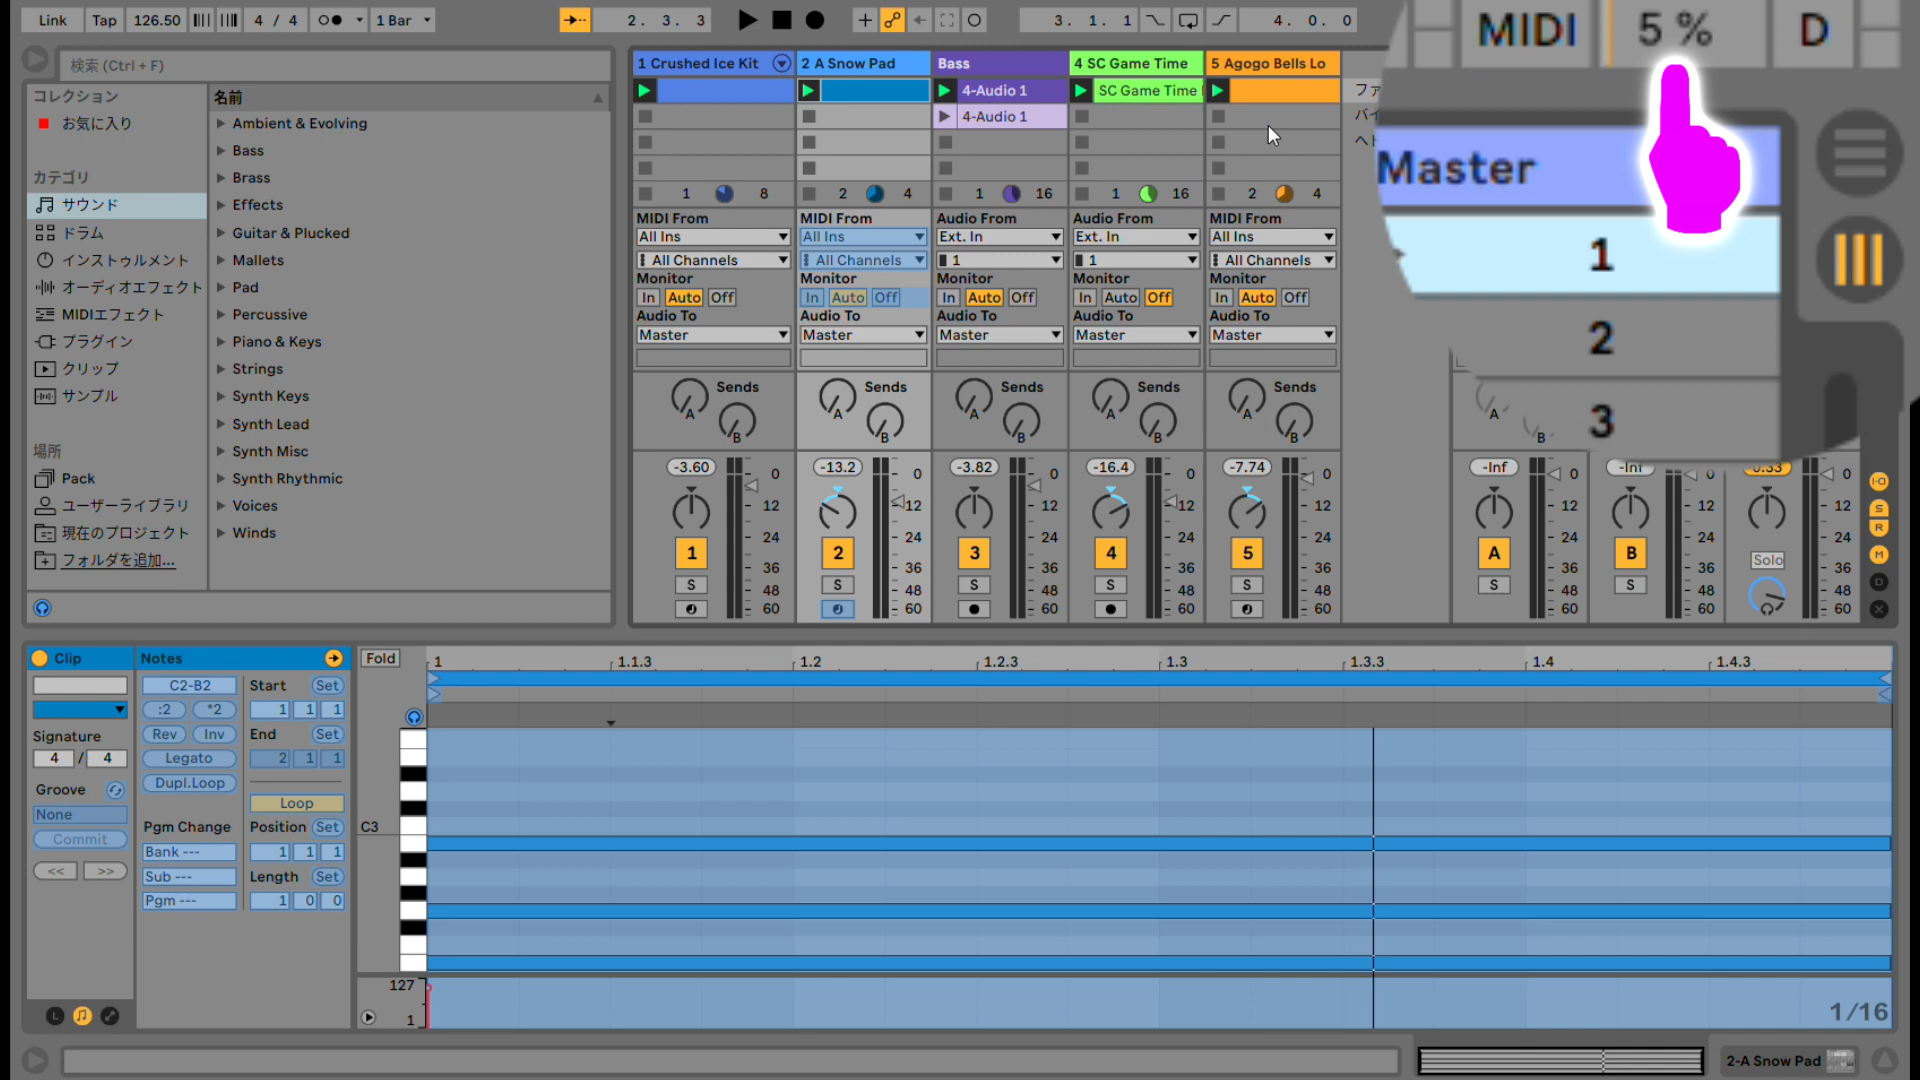 Link Tap 126.50 4 / 4 1 Bar 2. 3. 3 3. 1. 1 4. 0. 0
MIDI 5 % D
検索 (Ctrl + F)
コレクション
お気に入り
カテゴリ
サウンド
ドラム
インストゥルメント
オーディオエフェクト
MIDIエフェクト
プラグイン
クリップ
サンプル
場所
Pack
ユーザーライブラリ
現在のプロジェクト
フォルダを追加...
名前
Ambient & Evolving
Bass
Brass
Effects
Guitar & Plucked
Mallets
Pad
Percussive
Piano & Keys
Strings
Synth Keys
Synth Lead
Synth Misc
Synth Rhythmic
Voices
Winds
1 Crushed Ice Kit 2 A Snow Pad Bass 4 SC Game Time 5 Agogo Bells Lo
4-Audio 1 SC Game Time
4-Audio 1
1 8 2 4 1 16 1 16 2 4
MIDI From MIDI From Audio From Audio From MIDI From
All Ins All Ins Ext. In Ext. In All Ins
All Channels All Channels 1 1 All Channels
Monitor Monitor Monitor Monitor Monitor
In Auto Off In Auto Off In Auto Off In Auto Off In Auto Off
Audio To Audio To Audio To Audio To Audio To
Master Master Master Master Master
Sends Sends Sends Sends Sends
A A A A A A
B B B B B B
Master
1
2
3
-3.60 0 -13.2 0 -3.82 0 -16.4 0 -7.74 0 -Inf 0 -Inf 0 0
12 12 12 12 12 12 12 12
24 24 24 24 24 24 24 24
1 2 3 4 5 A B Solo
36 36 36 36 36 36 36 36
S S S S S S S
48 48 48 48 48 48 48 48
60 60 60 60 60 60 60 60
I·O
S
R
M
D
X
Clip
Signature
4 / 4
Groove
None
Commit
<< >>
Notes
C2-B2
:2 *2
Rev Inv
Legato
Dupl.Loop
Pgm Change
Bank ---
Sub ---
Pgm ---
Start Set
1 1 1
End Set
2 1 1
Loop
Position Set
1 1 1
Length Set
1 0 0
Fold 1 1.1.3 1.2 1.2.3 1.3 1.3.3 1.4 1.4.3
C3
127
1
1/16
2-A Snow Pad